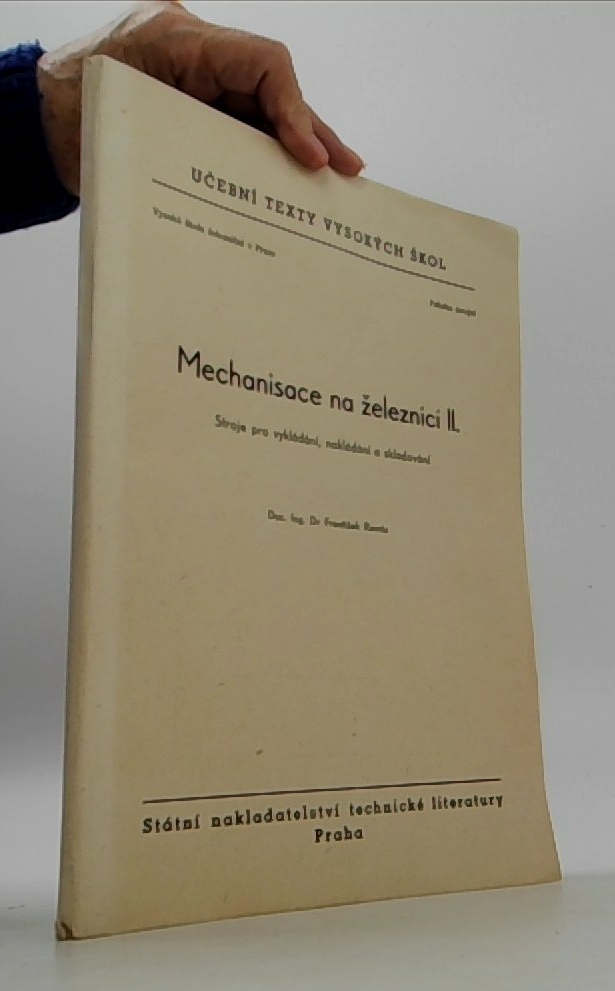 UČEBNÍ TEXTY VYSOKÝCH ŠKOL
Vysoká škola železniční v Praze
Fakulta strojní
Mechanisace na železnici II.
Stroje pro vykládání, nakládání a skladování
Doc. Ing. Dr František
Státní nakladatelství technické literatury
Praha